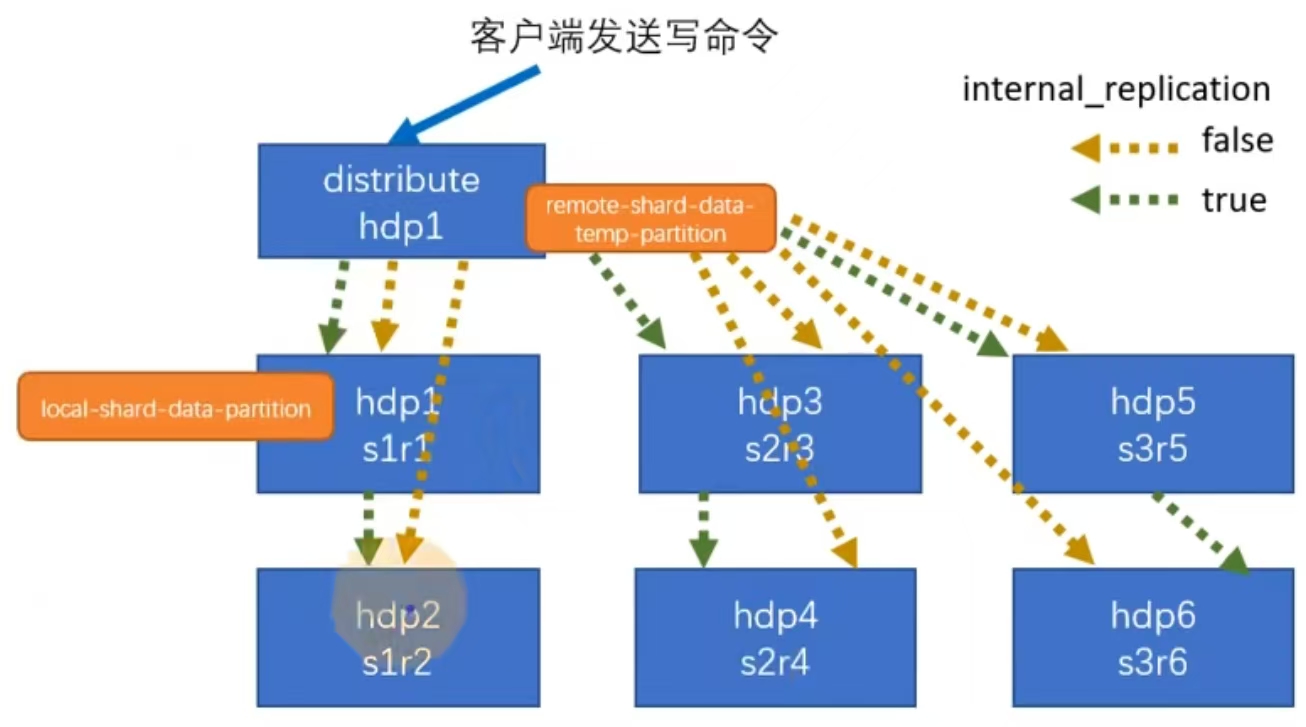 客户端发送写命令
internal_replication
false
true
distribute
hdp1
remote-shard-data-
temp-partition
local-shard-data-partition
hdp1
s1r1
hdp3
s2r3
hdp5
s3r5
hdp2
s1r2
hdp4
s2r4
hdp6
s3r6